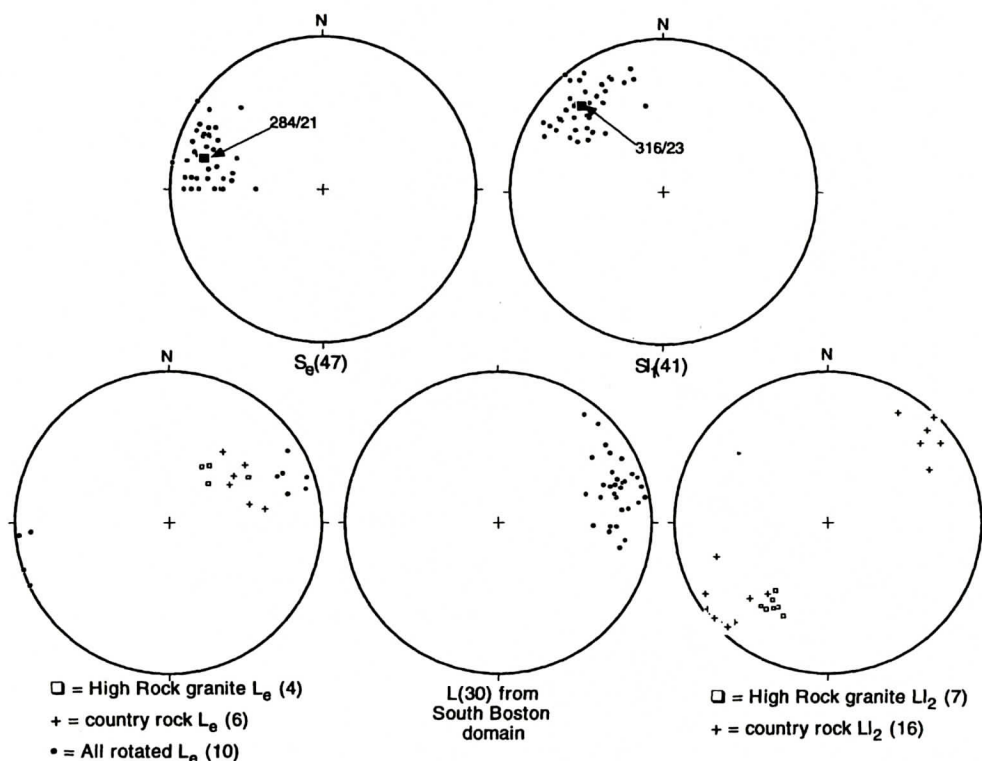 N
N
284/21
316/23
Sₑ(47)
Sl₁(41)
N
N
□ = High Rock granite Lₑ (4)
+ = country rock Lₑ (6)
• = All rotated Lₑ (10)
L(30) from
South Boston
domain
□ = High Rock granite Ll₂ (7)
+ = country rock Ll₂ (16)